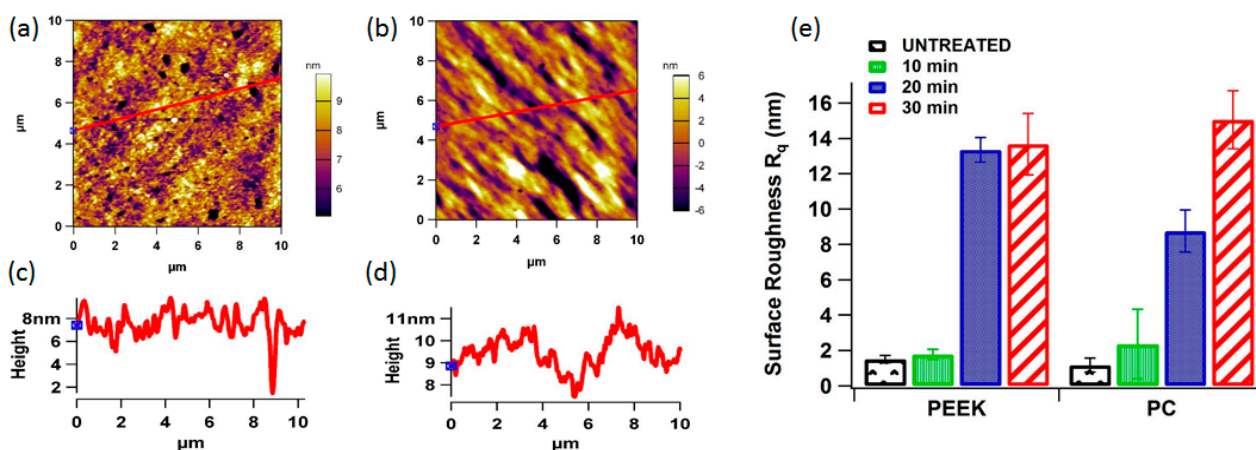 (a)
10
8
6
4
2
0
µm
0 2 4 6 8 10
µm
nm
9
8
7
6
(b)
10
8
6
4
2
0
µm
0 2 4 6 8 10
µm
nm
6
4
2
0
-2
-4
-6
(c)
8nm
6
4
2
Height
0 2 4 6 8 10
µm
(d)
11nm
10
9
8
Height
0 2 4 6 8 10
µm
(e)
UNTREATED
10 min
20 min
30 min
Surface Roughness Rq (nm)
16
14
12
10
8
6
4
2
0
PEEK PC